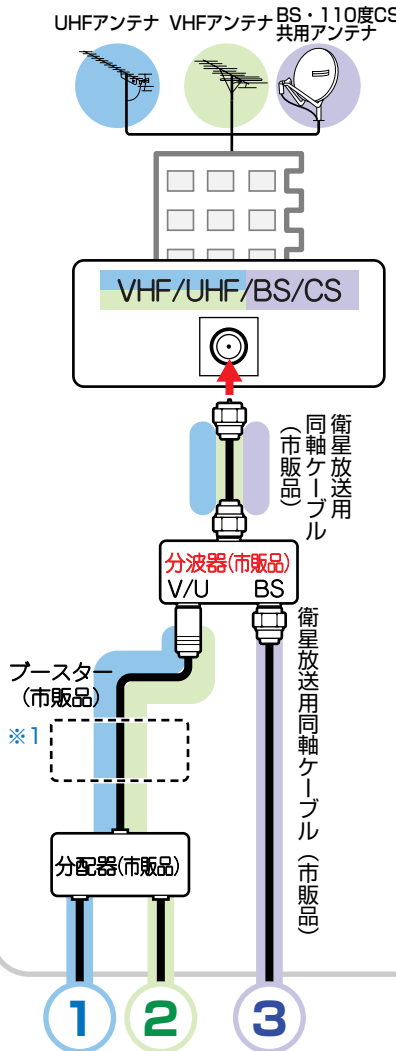 UHFアンテナ
VHFアンテナ
BS・110度CS
共用アンテナ
VHF/UHF/BS/CS
衛星放送用
同軸ケーブル
（市販品）
分波器(市販品)
V/U
BS
ブースター
（市販品）
※1
衛星放送用同軸ケーブル（市販品）
分配器(市販品)
1
2
3